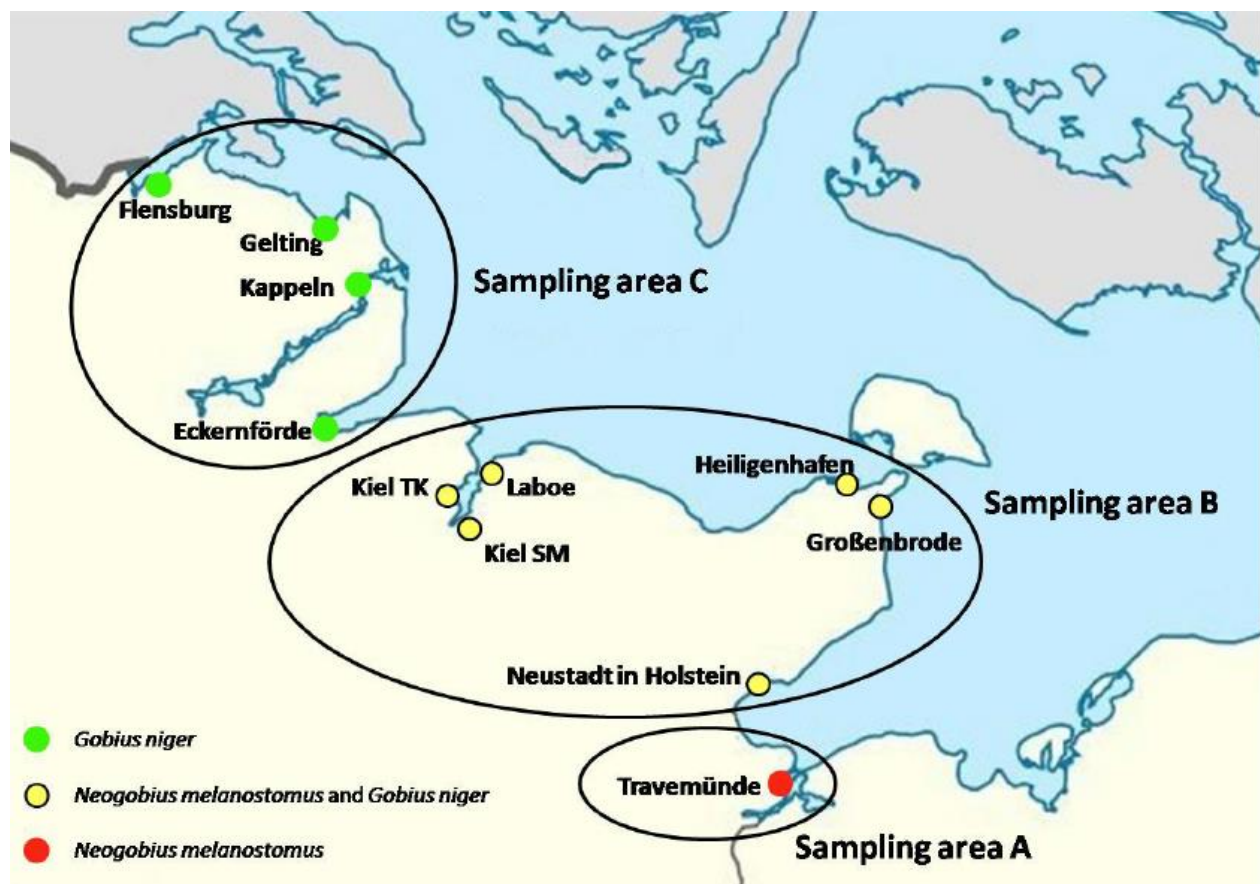 Flensburg
Gelting
Kappeln
Sampling area C
Eckernförde
Kiel TK
Laboe
Heiligenhafen
Sampling area B
Kiel SM
Großenbrode
Neustadt in Holstein
Gobius niger
Neogobius melanostomus and Gobius niger
Travemünde
Neogobius melanostomus
Sampling area A